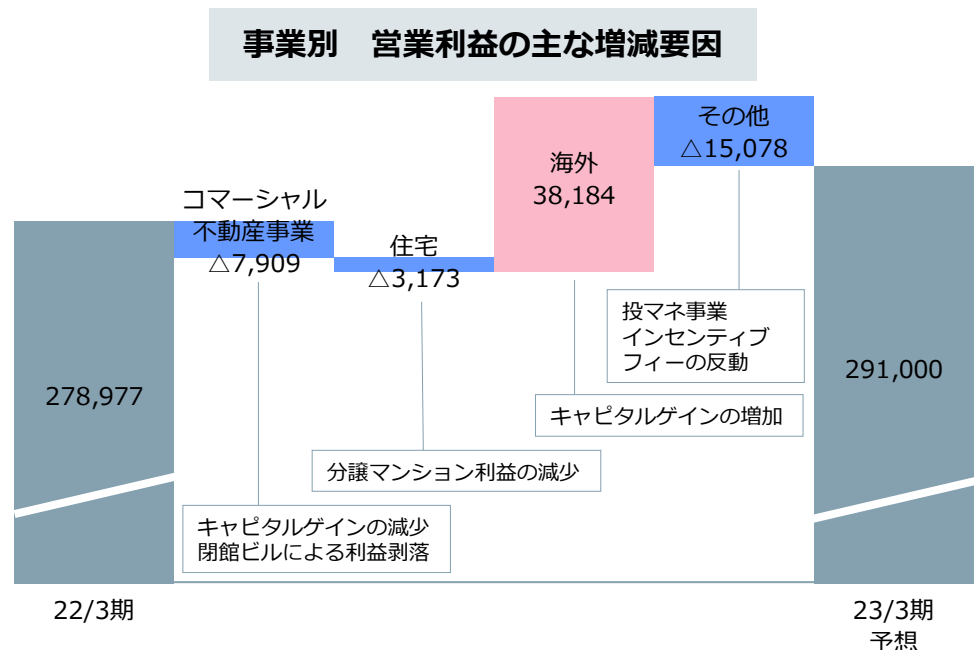 事業別　営業利益の主な増減要因
278,977
コマーシャル
不動産事業
△7,909
住宅
△3,173
海外
38,184
その他
△15,078
291,000
投マネ事業
インセンティブ
フィーの反動
キャピタルゲインの増加
分譲マンション利益の減少
キャピタルゲインの減少
閉館ビルによる利益剥落
22/3期
23/3期
予想